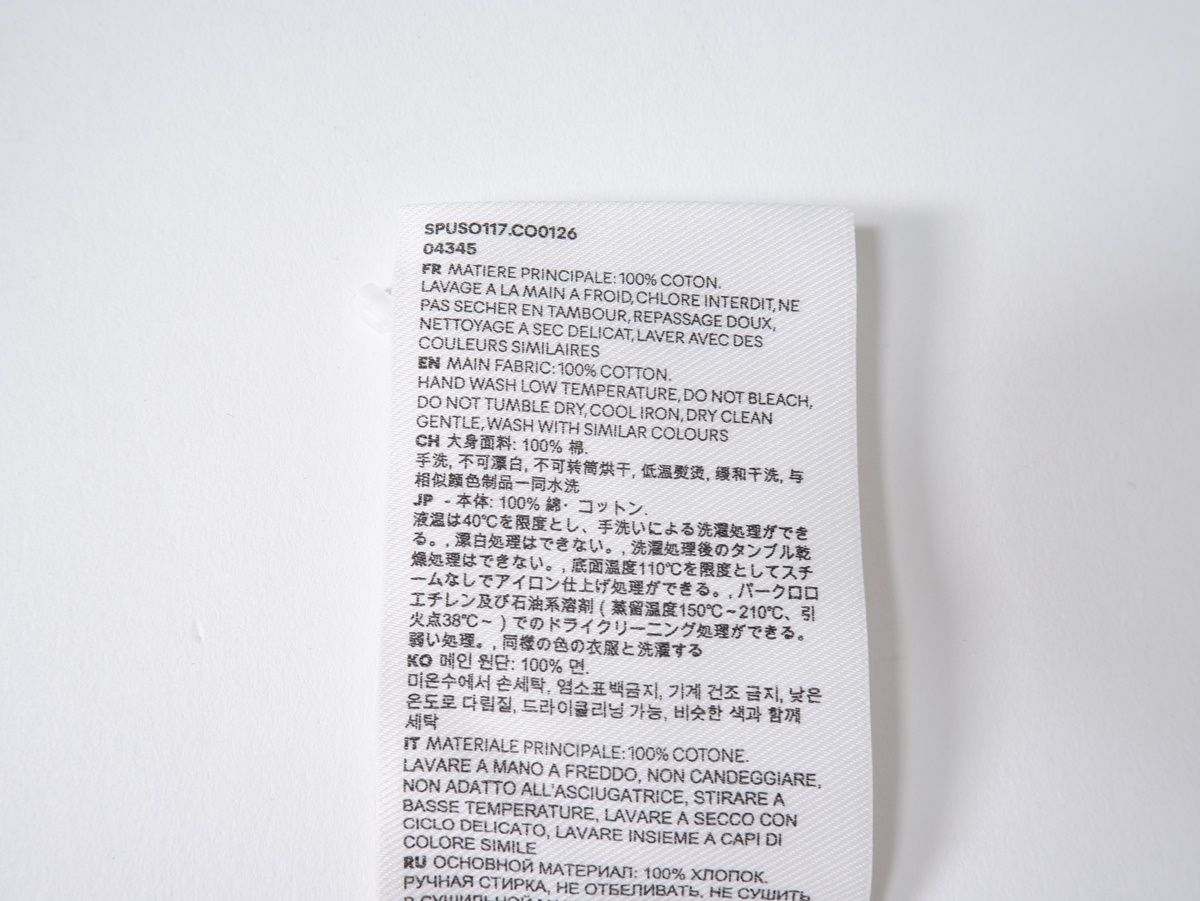 SPUSO117.CO0126
04345
FR MATIERE PRINCIPALE: 100% COTON.
LAVAGE A LA MAIN A FROID, CHLORE INTERDIT, NE
PAS SECHER EN TAMBOUR, REPASSAGE DOUX,
NETTOYAGE A SEC DELICAT, LAVER AVEC DES
COULEURS SIMILAIRES
EN MAIN FABRIC: 100% COTTON.
HAND WASH LOW TEMPERATURE, DO NOT BLEACH,
DO NOT TUMBLE DRY, COOL IRON, DRY CLEAN
GENTLE, WASH WITH SIMILAR COLOURS
CH 大身面料: 100% 棉.
手洗, 不可漂白, 不可转筒烘干, 低温熨烫, 缓和干洗, 与
相似颜色制品一同水洗
JP - 本体: 100% 綿・コットン.
液温は40℃を限度とし、手洗いによる洗濯処理ができ
る。, 漂白処理はできない。, 洗濯処理後のタンブル乾
燥処理はできない。, 底面温度110℃を限度としてスチ
ームなしでアイロン仕上げ処理ができる。, パークロロ
エチレン及び石油系溶剤 ( 蒸留温度150℃~210℃、引
火点38℃~ ) でのドライクリーニング処理ができる。
弱い処理。, 同様の色の衣服と洗濯する
KO 메인 원단: 100% 면.
미온수에서 손세탁, 염소표백금지, 기계 건조 금지, 낮은
온도로 다림질, 드라이클리닝 가능, 비슷한 색과 함께
세탁
IT MATERIALE PRINCIPALE: 100% COTONE.
LAVARE A MANO A FREDDO, NON CANDEGGIARE,
NON ADATTO ALL'ASCIUGATRICE, STIRARE A
BASSE TEMPERATURE, LAVARE A SECCO CON
CICLO DELICATO, LAVARE INSIEME A CAPI DI
COLORE SIMILE
RU ОСНОВНОЙ МАТЕРИАЛ: 100% ХЛОПОК.
РУЧНАЯ СТИРКА, НЕ ОТБЕЛИВАТЬ, НЕ СУШИТЬ